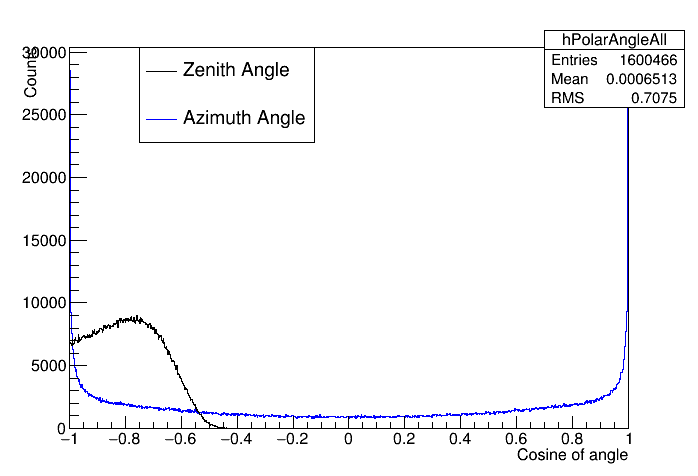 hPolarAngleAll
Entries 1600466
Mean 0.0006513
RMS 0.7075
Zenith Angle
Azimuth Angle
Count
30000
25000
20000
15000
10000
5000
0
−1 −0.8 −0.6 −0.4 −0.2 0 0.2 0.4 0.6 0.8 1
Cosine of angle